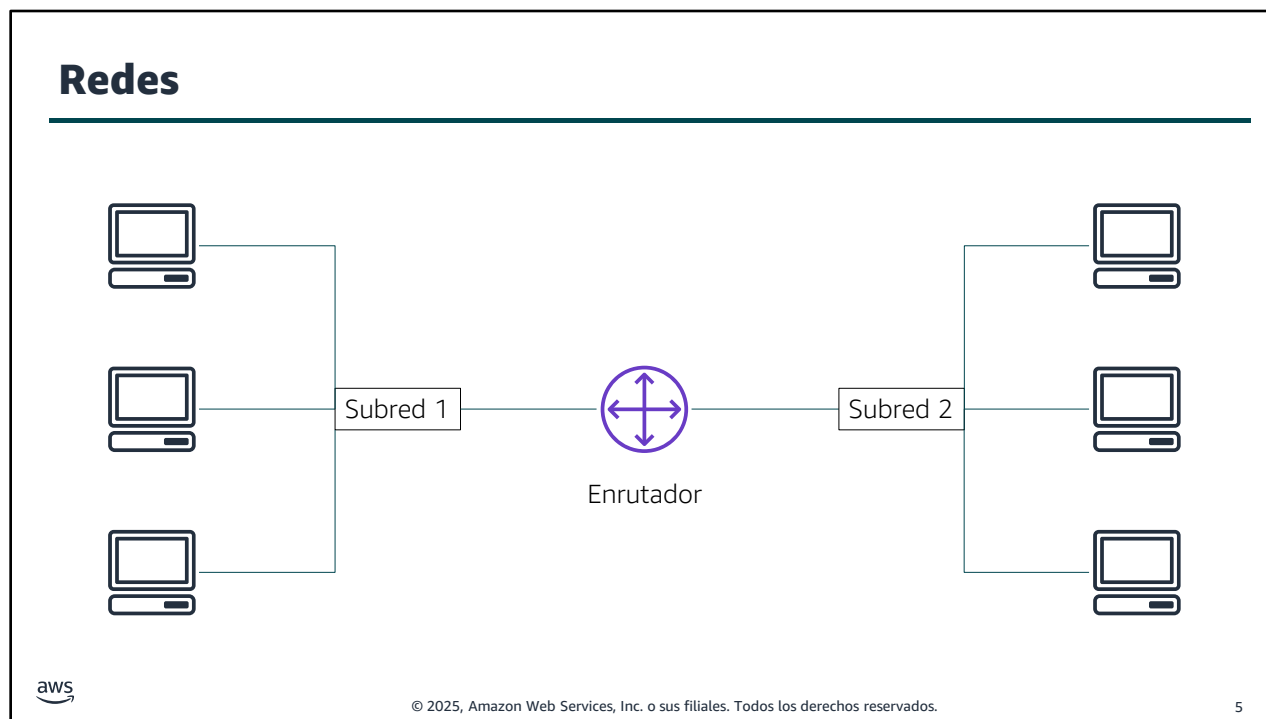 Redes
Subred 1
Subred 2
Enrutador
aws
© 2025, Amazon Web Services, Inc. o sus filiales. Todos los derechos reservados.
5